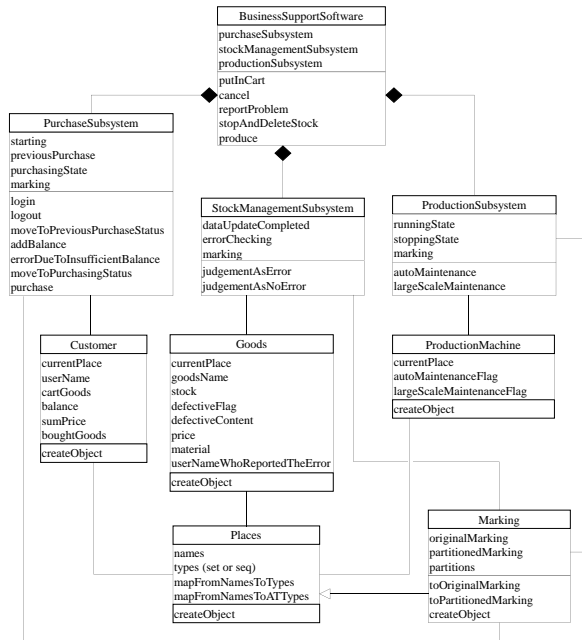 BusinessSupportSoftware
purchaseSubsystem
stockManagementSubsystem
productionSubsystem
putInCart
cancel
reportProblem
stopAndDeleteStock
produce
PurchaseSubsystem
starting
previousPurchase
purchasingState
marking
login
logout
moveToPreviousPurchaseStatus
addBalance
errorDueToInsufficientBalance
moveToPurchasingStatus
purchase
StockManagementSubsystem
dataUpdateCompleted
errorChecking
marking
judgementAsError
judgementAsNoError
ProductionSubsystem
runningState
stoppingState
marking
autoMaintenance
largeScaleMaintenance
Customer
currentPlace
userName
cartGoods
balance
sumPrice
boughtGoods
createObject
Goods
currentPlace
goodsName
stock
defectiveFlag
defectiveContent
price
material
userNameWhoReportedTheError
createObject
ProductionMachine
currentPlace
autoMaintenanceFlag
largeScaleMaintenanceFlag
createObject
Places
names
types (set or seq)
mapFromNamesToTypes
mapFromNamesToATTypes
createObject
Marking
originalMarking
partitionedMarking
partitions
toOriginalMarking
toPartitionedMarking
createObject